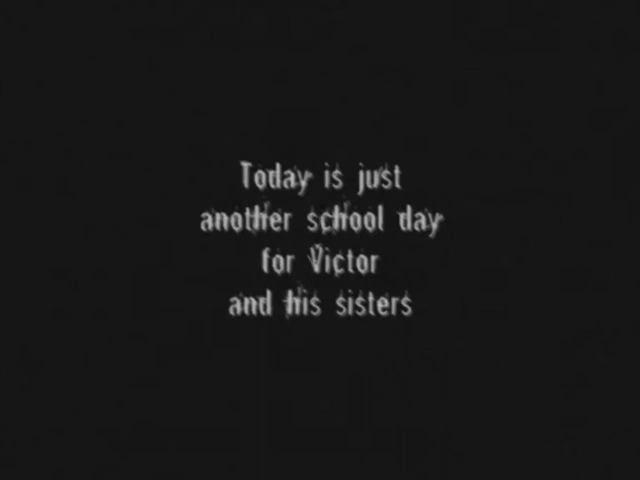 Today is just
another school day
for Victor
and his sisters